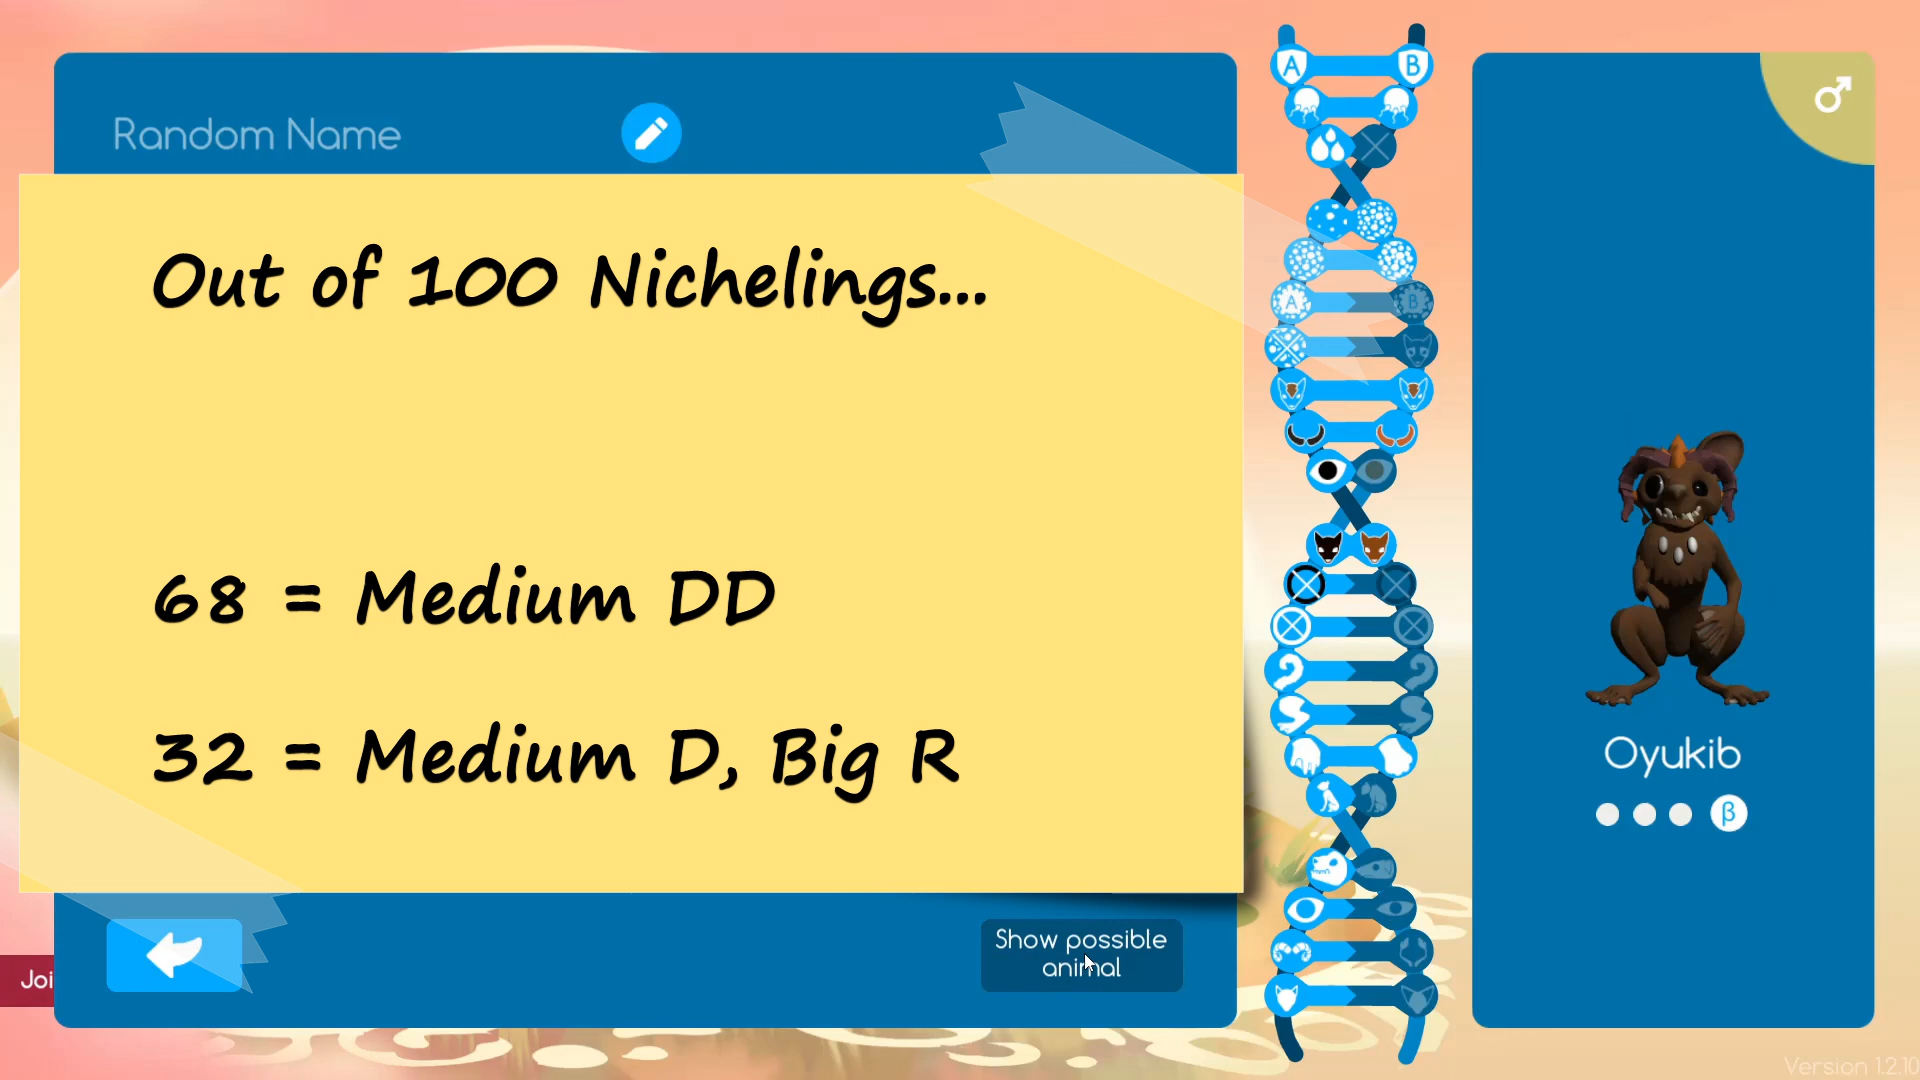 A B
Random Name
Out of 100 Nichelings...
A B
68 = Medium DD
32 = Medium D, Big R
Oyukib
β
Show possible
animal
Joi
Version 1.2.10